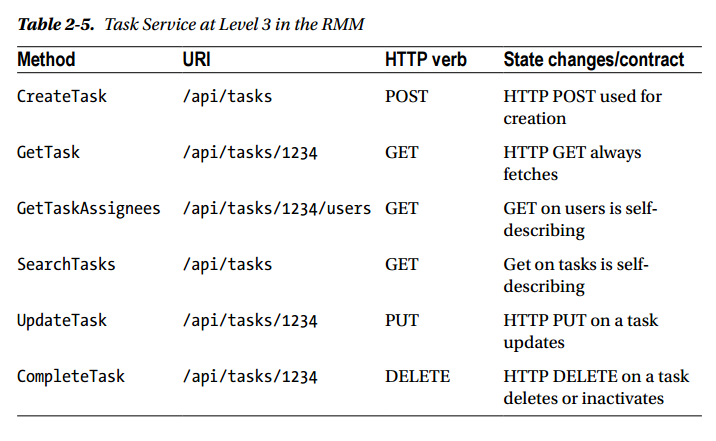 Table 2-5. Task Service at Level 3 in the RMM
Method URI HTTP verb State changes/contract
CreateTask /api/tasks POST HTTP POST used for
creation
GetTask /api/tasks/1234 GET HTTP GET always
fetches
GetTaskAssignees /api/tasks/1234/users GET GET on users is self-
describing
SearchTasks /api/tasks GET Get on tasks is self-
describing
UpdateTask /api/tasks/1234 PUT HTTP PUT on a task
updates
CompleteTask /api/tasks/1234 DELETE HTTP DELETE on a task
deletes or inactivates